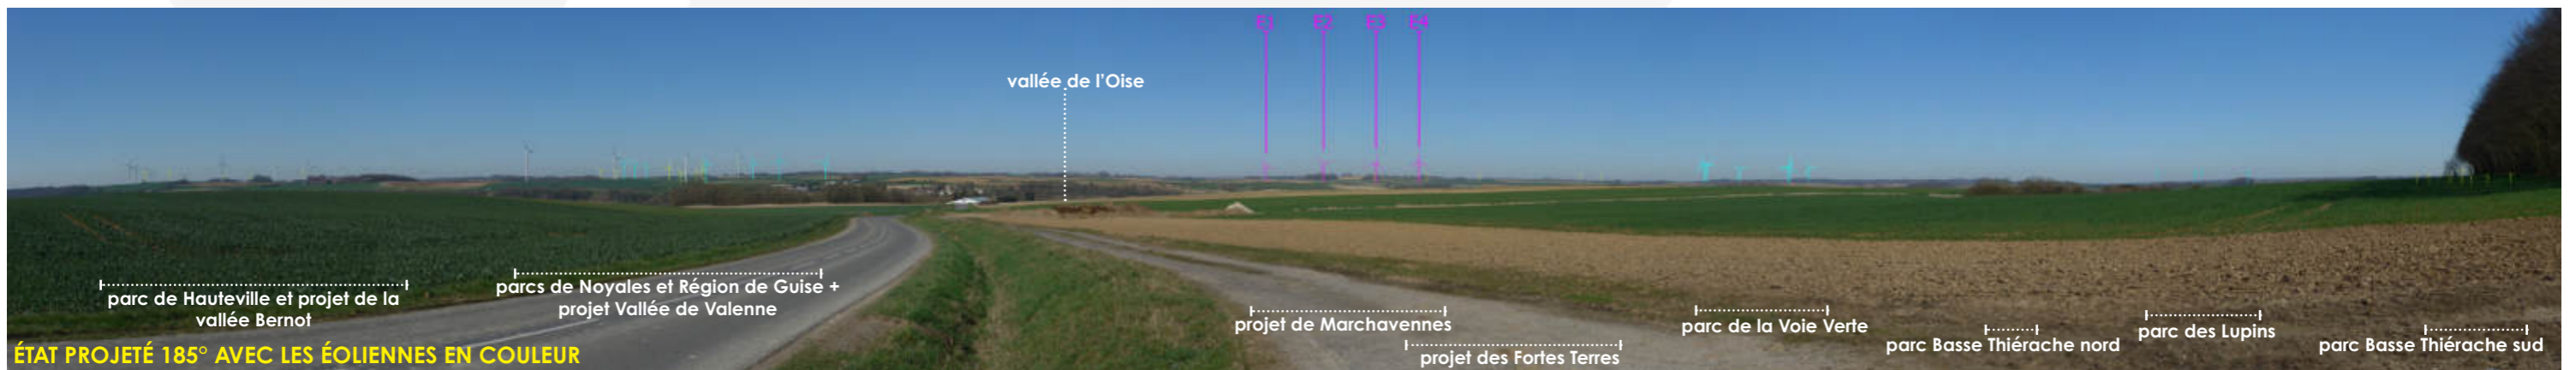 E1 E2 E3 E4
vallée de l'Oise
parc de Hauteville et projet de la
vallée Bernot
parcs de Noyales et Région de Guise +
projet Vallée de Valenne
projet de Marchavennes
projet des Fortes Terres
parc de la Voie Verte
parc Basse Thiérache nord
parc des Lupins
parc Basse Thiérache sud
ÉTAT PROJETÉ 185° AVEC LES ÉOLIENNES EN COULEUR